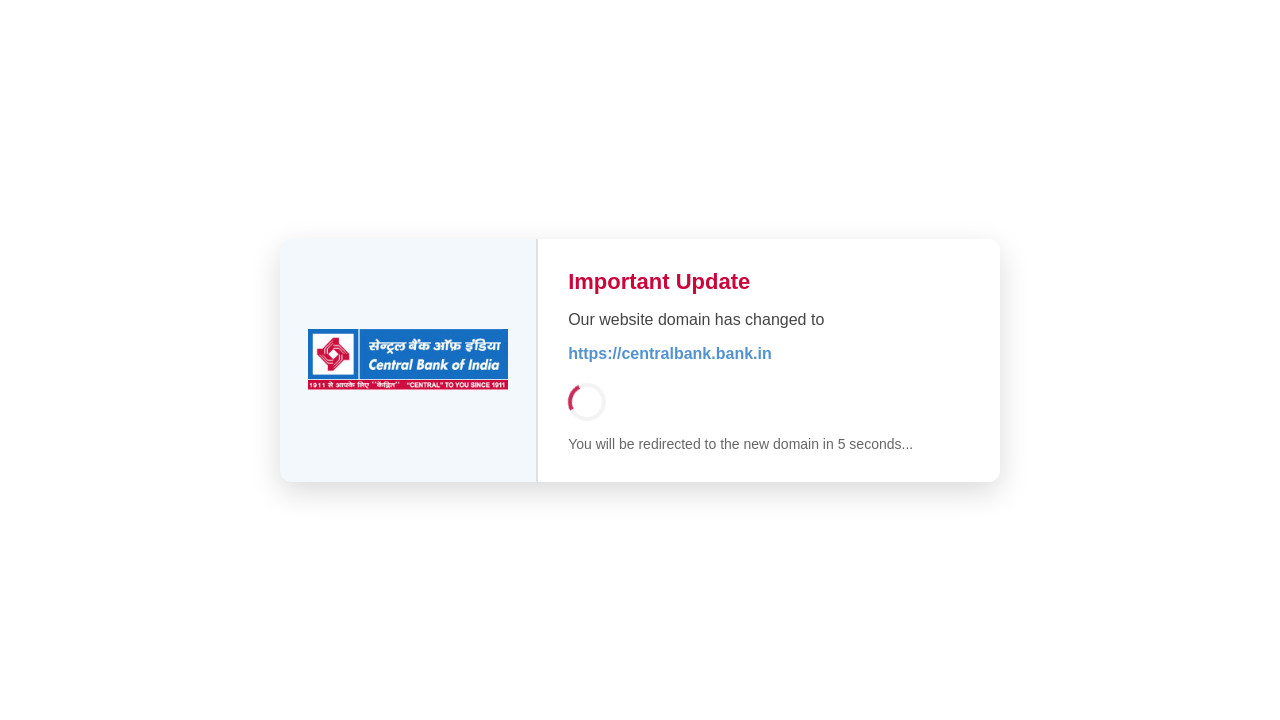 सेन्ट्रल बैंक ऑफ़ इंडिया
Central Bank of India
1911 से आपके लिए "केंद्रित" "CENTRAL" TO YOU SINCE 1911
Important Update
Our website domain has changed to
https://centralbank.bank.in
You will be redirected to the new domain in 5 seconds...